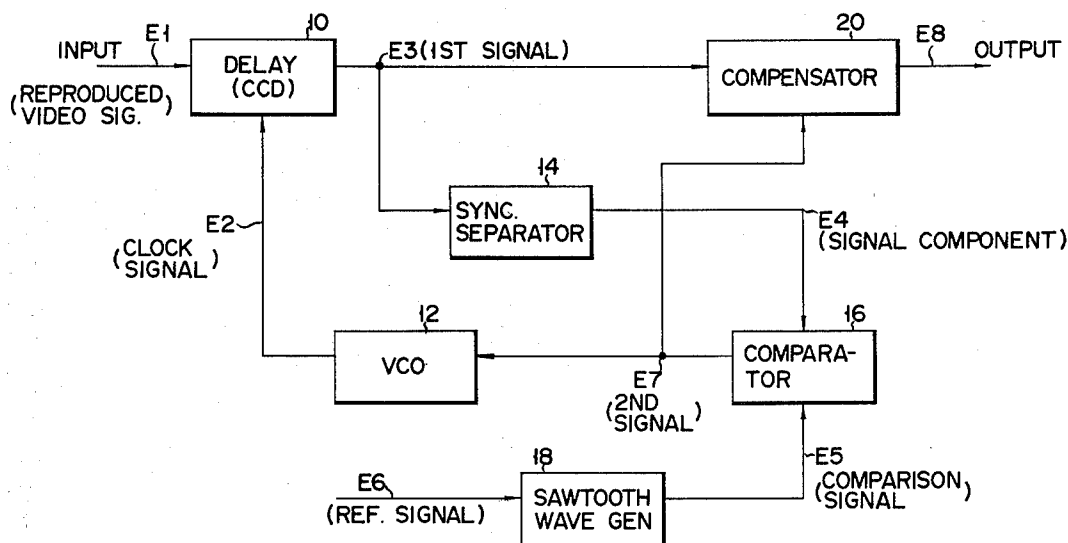 10
20
INPUT
E1
DELAY
(CCD)
E3(1ST SIGNAL)
COMPENSATOR
E8
OUTPUT
(REPRODUCED
VIDEO SIG.)
14
SYNC.
SEPARATOR
E2
(CLOCK
SIGNAL)
E4
(SIGNAL COMPONENT)
12
VCO
16
COMPARA-
TOR
E7
(2ND
SIGNAL)
18
SAWTOOTH
WAVE GEN
E6
(REF. SIGNAL)
E5
(COMPARISON
SIGNAL)